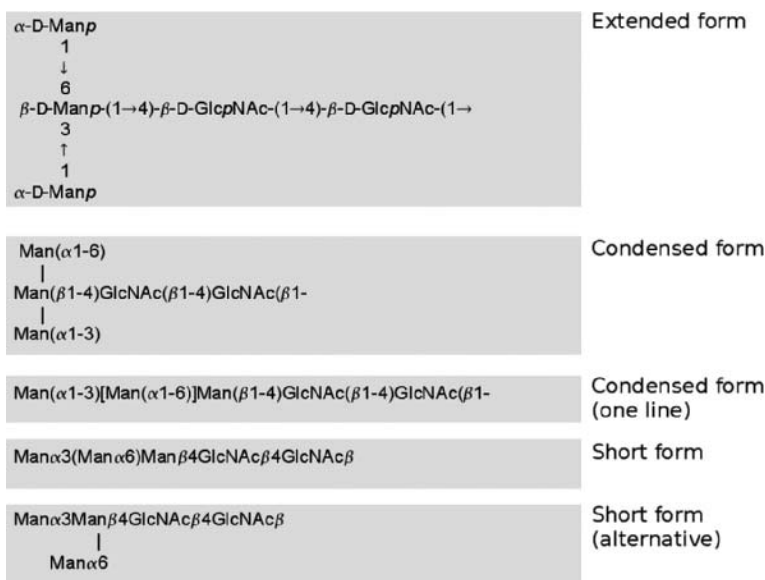 α-D-Manp
Extended form
1
↓
6
β-D-Manp-(1→4)-β-D-GlcpNAc-(1→4)-β-D-GlcpNAc-(1→
3
↑
1
α-D-Manp
Man(α1-6)
Condensed form
|
Man(β1-4)GlcNAc(β1-4)GlcNAc(β1-
|
Man(α1-3)
Man(α1-3)[Man(α1-6)]Man(β1-4)GlcNAc(β1-4)GlcNAc(β1-
Condensed form
(one line)
Manα3(Manα6)Manβ4GlcNAcβ4GlcNAcβ
Short form
Manα3Manβ4GlcNAcβ4GlcNAcβ
|
Manα6
Short form
(alternative)